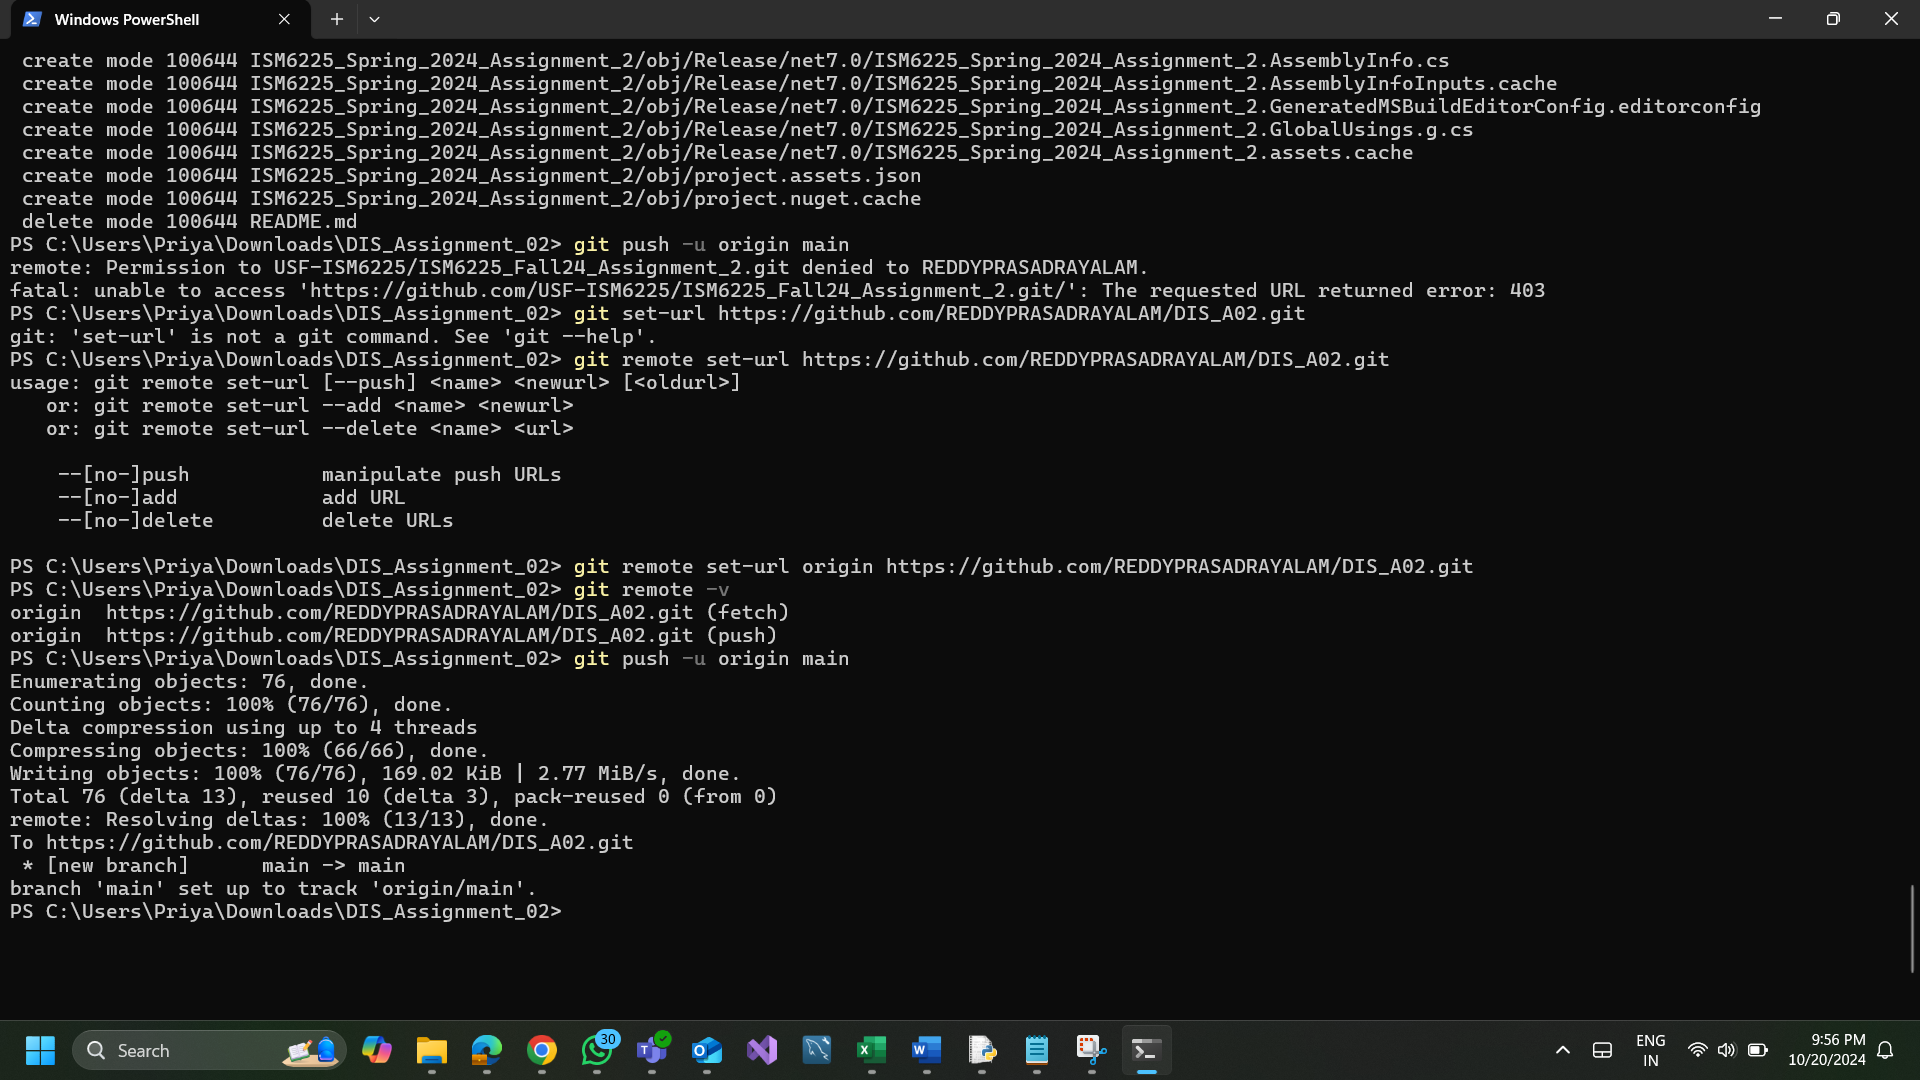 Windows PowerShell
 create mode 100644 ISM6225_Spring_2024_Assignment_2/obj/Release/net7.0/ISM6225_Spring_2024_Assignment_2.AssemblyInfo.cs
 create mode 100644 ISM6225_Spring_2024_Assignment_2/obj/Release/net7.0/ISM6225_Spring_2024_Assignment_2.AssemblyInfoInputs.cache
 create mode 100644 ISM6225_Spring_2024_Assignment_2/obj/Release/net7.0/ISM6225_Spring_2024_Assignment_2.GeneratedMSBuildEditorConfig.editorconfig
 create mode 100644 ISM6225_Spring_2024_Assignment_2/obj/Release/net7.0/ISM6225_Spring_2024_Assignment_2.GlobalUsings.g.cs
 create mode 100644 ISM6225_Spring_2024_Assignment_2/obj/Release/net7.0/ISM6225_Spring_2024_Assignment_2.assets.cache
 create mode 100644 ISM6225_Spring_2024_Assignment_2/obj/project.assets.json
 create mode 100644 ISM6225_Spring_2024_Assignment_2/obj/project.nuget.cache
 delete mode 100644 README.md
PS C:\Users\Priya\Downloads\DIS_Assignment_02> git push -u origin main
remote: Permission to USF-ISM6225/ISM6225_Fall24_Assignment_2.git denied to REDDYPRASADRAYALAM.
fatal: unable to access 'https://github.com/USF-ISM6225/ISM6225_Fall24_Assignment_2.git/': The requested URL returned error: 403
PS C:\Users\Priya\Downloads\DIS_Assignment_02> git set-url https://github.com/REDDYPRASADRAYALAM/DIS_A02.git
git: 'set-url' is not a git command. See 'git --help'.
PS C:\Users\Priya\Downloads\DIS_Assignment_02> git remote set-url https://github.com/REDDYPRASADRAYALAM/DIS_A02.git
usage: git remote set-url [--push] <name> <newurl> [<oldurl>]
   or: git remote set-url --add <name> <newurl>
   or: git remote set-url --delete <name> <url>

    --[no-]push           manipulate push URLs
    --[no-]add            add URL
    --[no-]delete         delete URLs

PS C:\Users\Priya\Downloads\DIS_Assignment_02> git remote set-url origin https://github.com/REDDYPRASADRAYALAM/DIS_A02.git
PS C:\Users\Priya\Downloads\DIS_Assignment_02> git remote -v
origin  https://github.com/REDDYPRASADRAYALAM/DIS_A02.git (fetch)
origin  https://github.com/REDDYPRASADRAYALAM/DIS_A02.git (push)
PS C:\Users\Priya\Downloads\DIS_Assignment_02> git push -u origin main
Enumerating objects: 76, done.
Counting objects: 100% (76/76), done.
Delta compression using up to 4 threads
Compressing objects: 100% (66/66), done.
Writing objects: 100% (76/76), 169.02 KiB | 2.77 MiB/s, done.
Total 76 (delta 13), reused 10 (delta 3), pack-reused 0 (from 0)
remote: Resolving deltas: 100% (13/13), done.
To https://github.com/REDDYPRASADRAYALAM/DIS_A02.git
 * [new branch]      main -> main
branch 'main' set up to track 'origin/main'.
PS C:\Users\Priya\Downloads\DIS_Assignment_02>
Search
30
ENG
IN
9:56 PM
10/20/2024